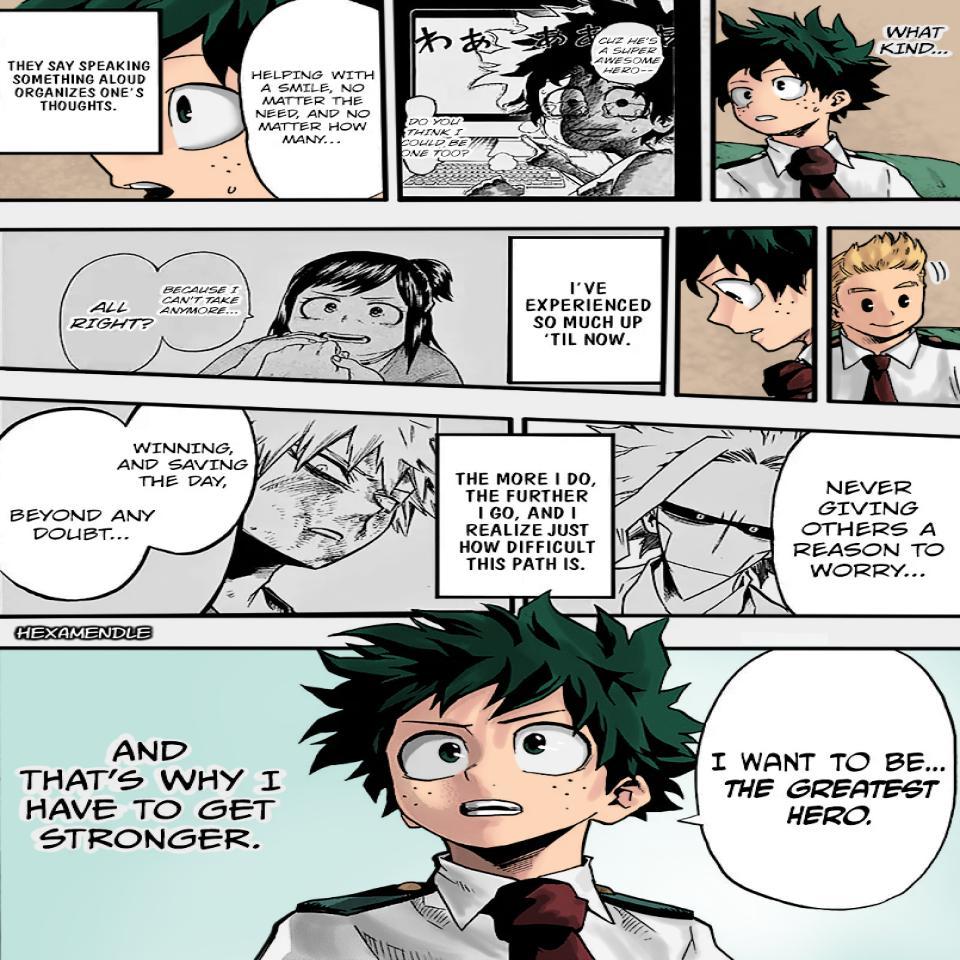 WHAT
KIND...
CUZ HE'S
A SUPER
AWESOME
HERO--
DO YOU
THINK I
COULD BE
ONE TOO?
わぁ
HELPING WITH
A SMILE, NO
MATTER THE
NEED, AND NO
MATTER HOW
MANY...
THEY SAY SPEAKING
SOMETHING ALOUD
ORGANIZES ONE'S
THOUGHTS.
I'VE
EXPERIENCED
SO MUCH UP
'TIL NOW.
BECAUSE I
CAN'T TAKE
ANYMORE...
ALL
RIGHT?
NEVER
GIVING
OTHERS A
REASON TO
WORRY...
THE MORE I DO,
THE FURTHER
I GO, AND I
REALIZE JUST
HOW DIFFICULT
THIS PATH IS.
WINNING,
AND SAVING
THE DAY,
BEYOND ANY
DOUBT...
HEXAMENDLE
I WANT TO BE...
THE GREATEST
HERO.
AND
THAT'S WHY I
HAVE TO GET
STRONGER.